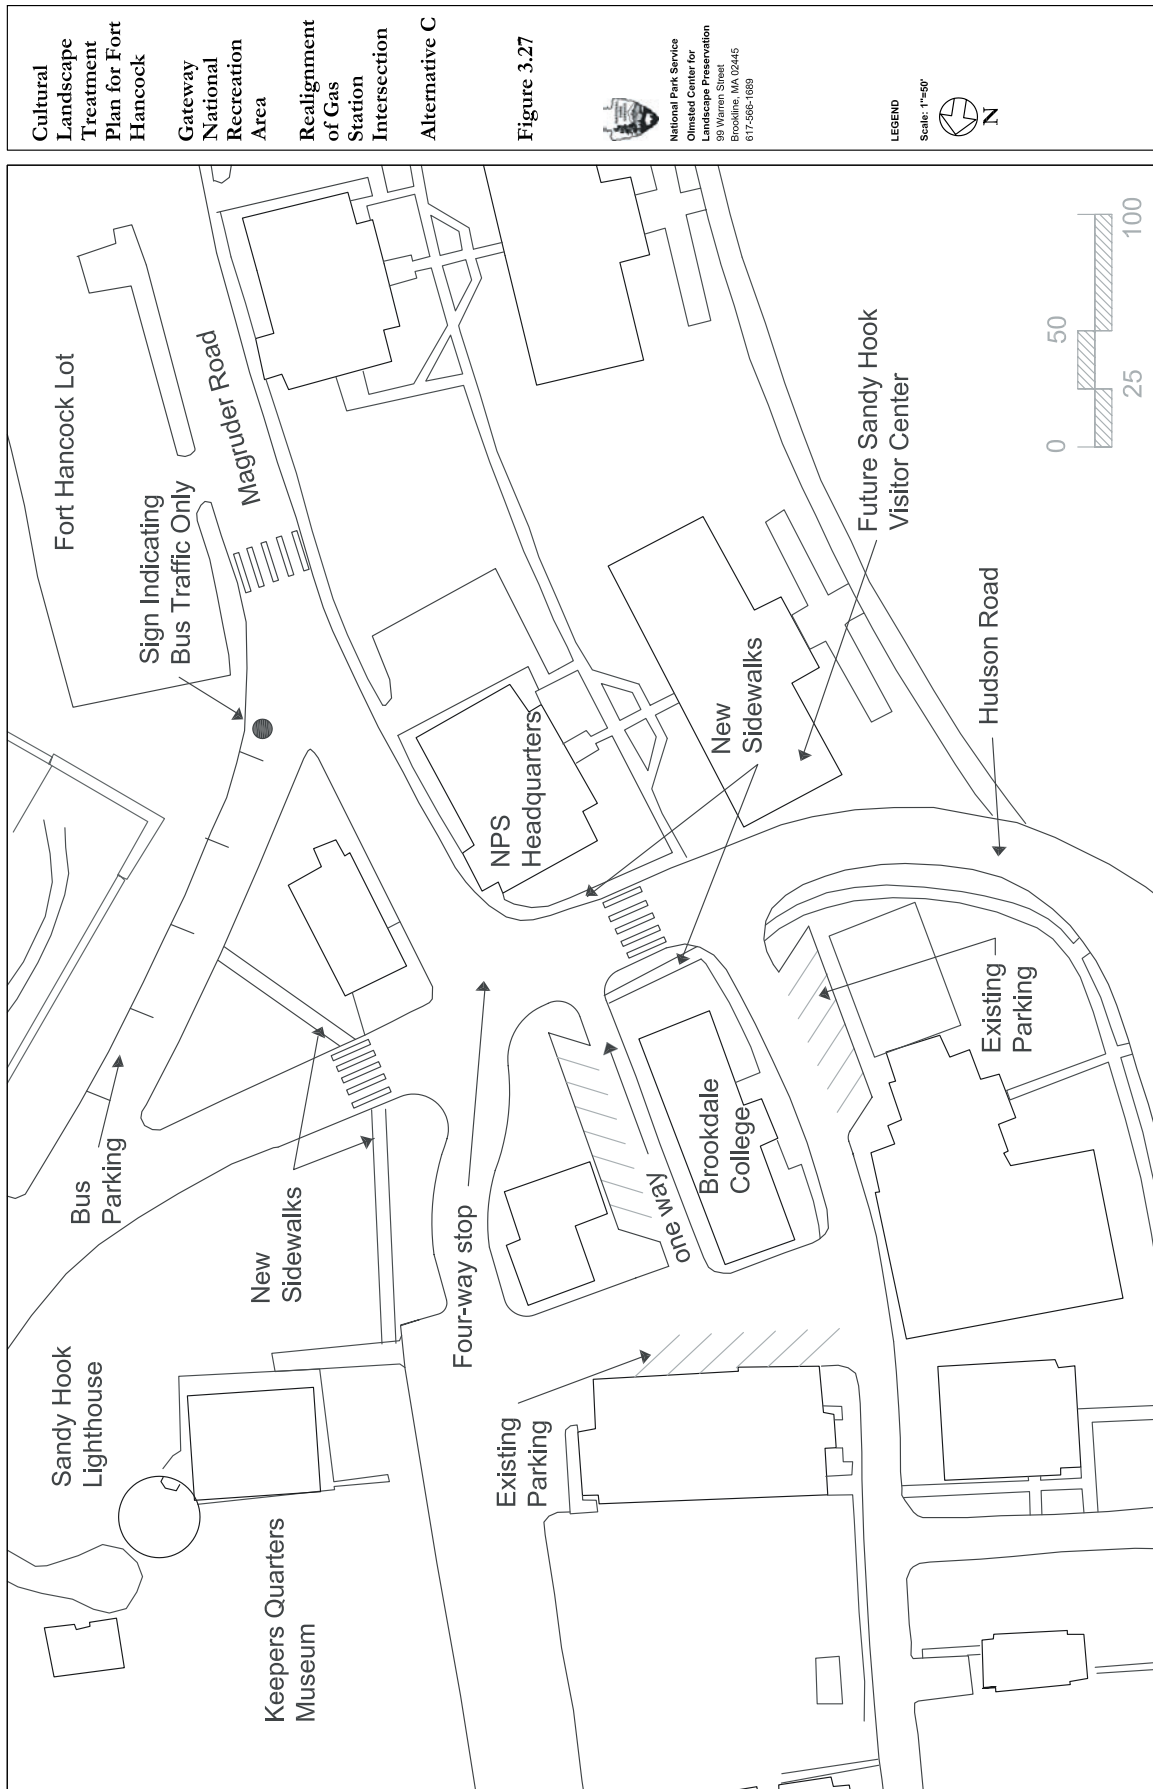 Cultural
Landscape
Treatment
Plan for Fort
Hancock
Gateway
National
Recreation
Area
Realignment
of Gas
Station
Intersection
Alternative C
Figure 3.27
National Park Service
Olmsted Center for
Landscape Preservation
99 Warren Street
Brookline, MA 02445
617-566-1689
LEGEND
Scale: 1"=50'
N
Fort Hancock Lot
Sign Indicating
Bus Traffic Only
Magruder Road
Bus
Parking
New
Sidewalks
Sandy Hook
Lighthouse
Keepers Quarters
Museum
Four-way stop
NPS
Headquarters
New
Sidewalks
Future Sandy Hook
Visitor Center
Hudson Road
one way
Brookdale
College
Existing
Parking
Existing
Parking
0
25
50
100